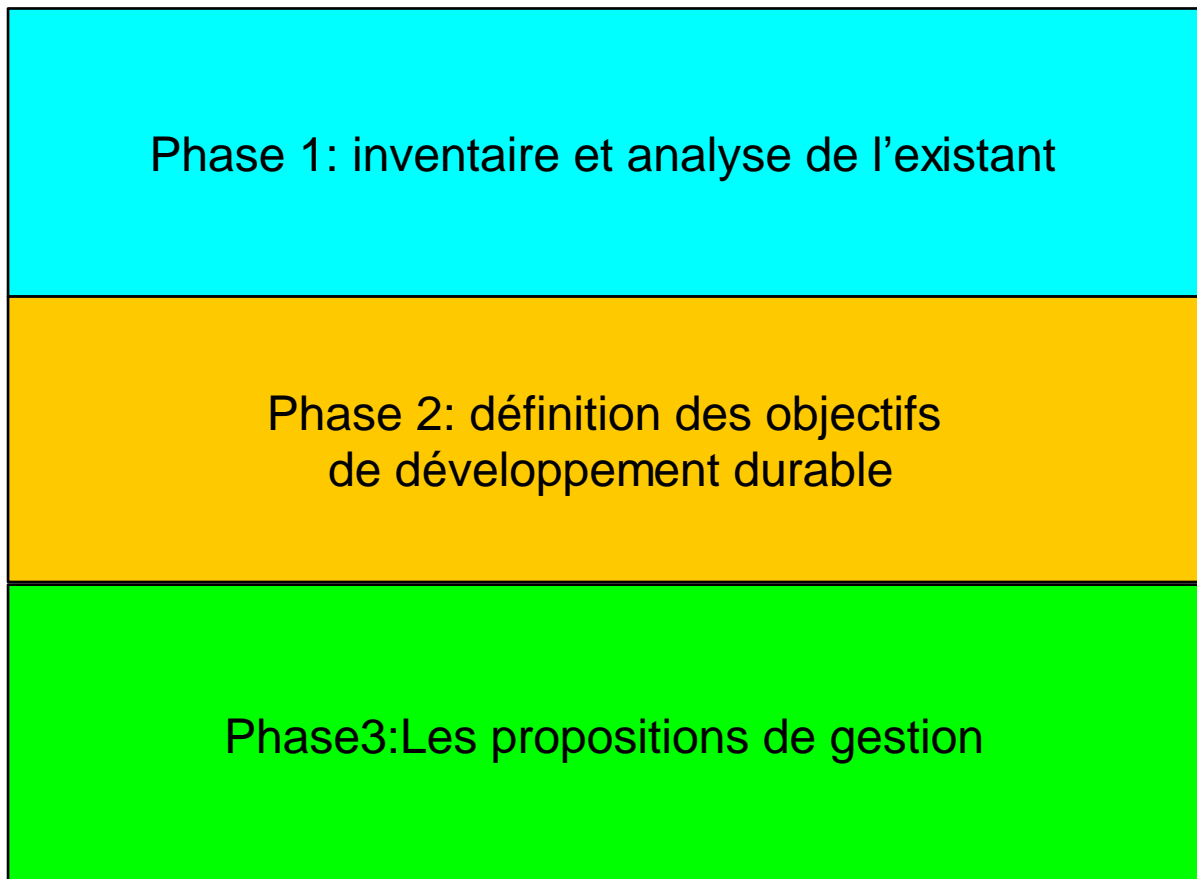 Phase 1: inventaire et analyse de l’existant
Phase 2: définition des objectifs
de développement durable
Phase3:Les propositions de gestion